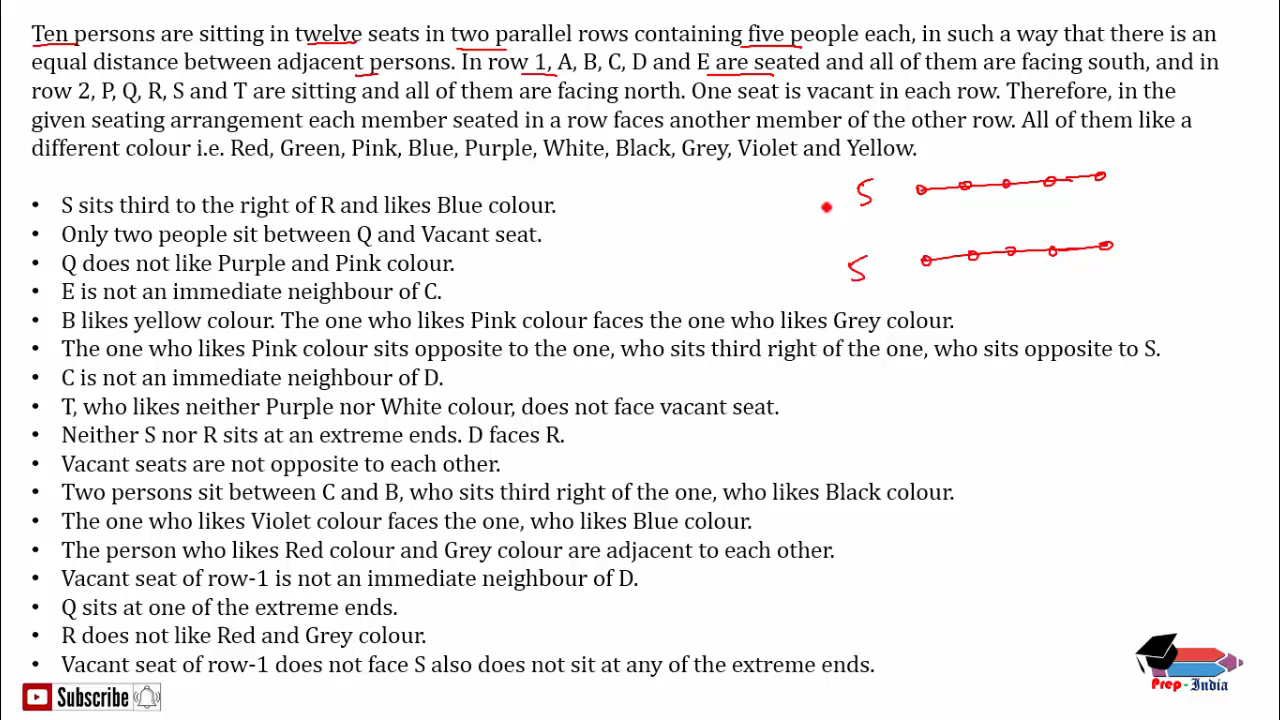 Ten persons are sitting in twelve seats in two parallel rows containing five people each, in such a way that there is an
equal distance between adjacent persons. In row 1, A, B, C, D and E are seated and all of them are facing south, and in
row 2, P, Q, R, S and T are sitting and all of them are facing north. One seat is vacant in each row. Therefore, in the
given seating arrangement each member seated in a row faces another member of the other row. All of them like a
different colour i.e. Red, Green, Pink, Blue, Purple, White, Black, Grey, Violet and Yellow.
• S sits third to the right of R and likes Blue colour.
• Only two people sit between Q and Vacant seat.
• Q does not like Purple and Pink colour.
• E is not an immediate neighbour of C.
• B likes yellow colour. The one who likes Pink colour faces the one who likes Grey colour.
• The one who likes Pink colour sits opposite to the one, who sits third right of the one, who sits opposite to S.
• C is not an immediate neighbour of D.
• T, who likes neither Purple nor White colour, does not face vacant seat.
• Neither S nor R sits at an extreme ends. D faces R.
• Vacant seats are not opposite to each other.
• Two persons sit between C and B, who sits third right of the one, who likes Black colour.
• The one who likes Violet colour faces the one, who likes Blue colour.
• The person who likes Red colour and Grey colour are adjacent to each other.
• Vacant seat of row-1 is not an immediate neighbour of D.
• Q sits at one of the extreme ends.
• R does not like Red and Grey colour.
• Vacant seat of row-1 does not face S also does not sit at any of the extreme ends.
5
5
Subscribe
Prep-India